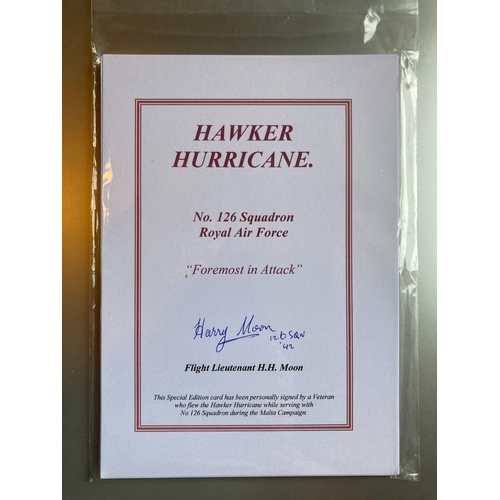 HAWKER
HURRICANE.
No. 126 Squadron
Royal Air Force
"Foremost in Attack"
Harry Moon 126 SQN
'42
Flight Lieutenant H.H. Moon
This Special Edition card has been personally signed by a Veteran
who flew the Hawker Hurricane while serving with
No 126 Squadron during the Malta Campaign.